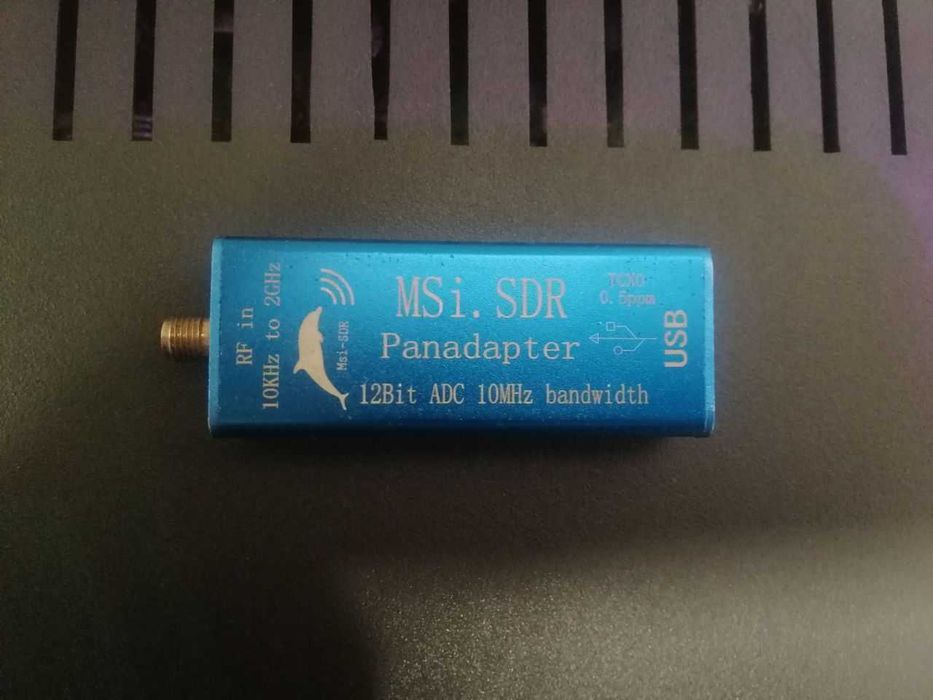 RF in
10KHz to 2GHz
Msi-SDR
MSi.SDR
Panadapter
12Bit ADC 10MHz bandwidth
TCXO
0.5ppm
USB